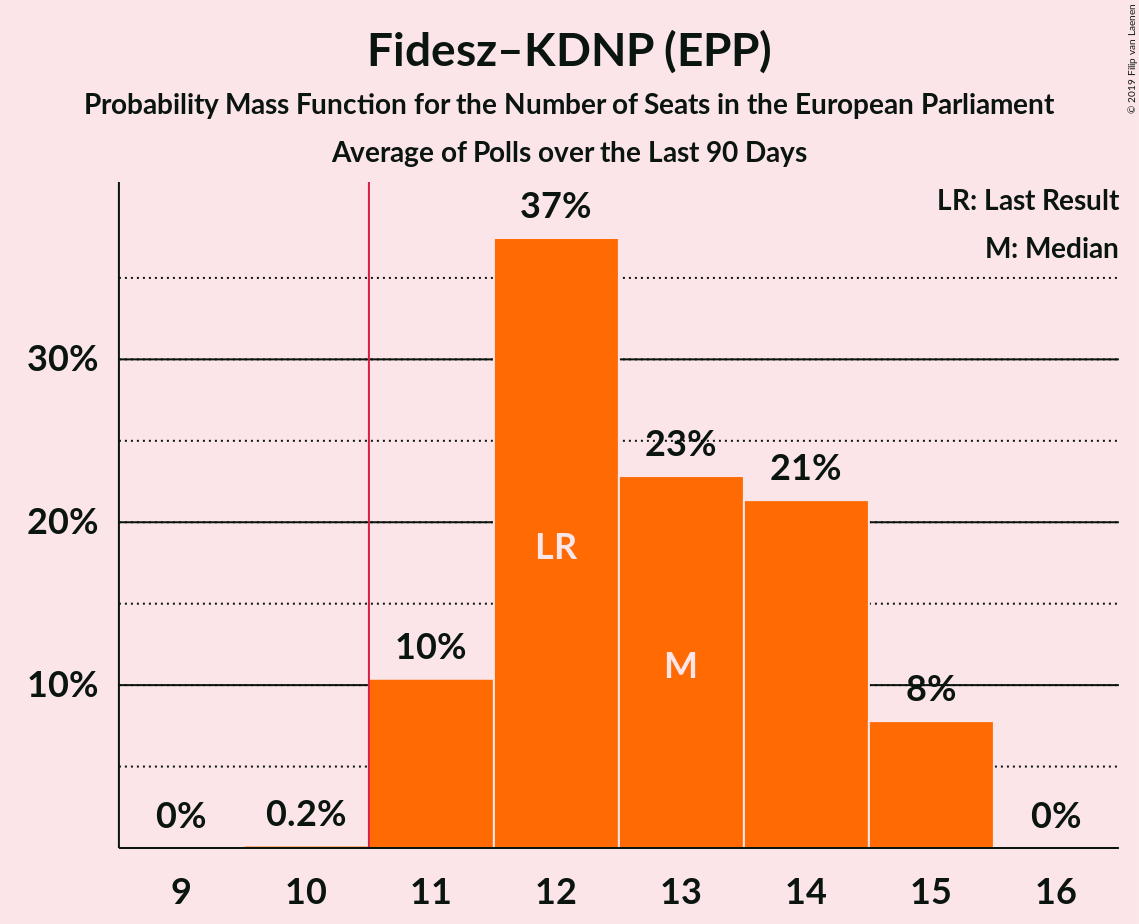 Fidesz–KDNP (EPP)
Probability Mass Function for the Number of Seats in the European Parliament
Average of Polls over the Last 90 Days
© 2019 Filip van Laenen
LR: Last Result
M: Median
37%
30%
23%
21%
20%
LR
10%
M
10%
8%
0%
0.2%
0%
9 10 11 12 13 14 15 16